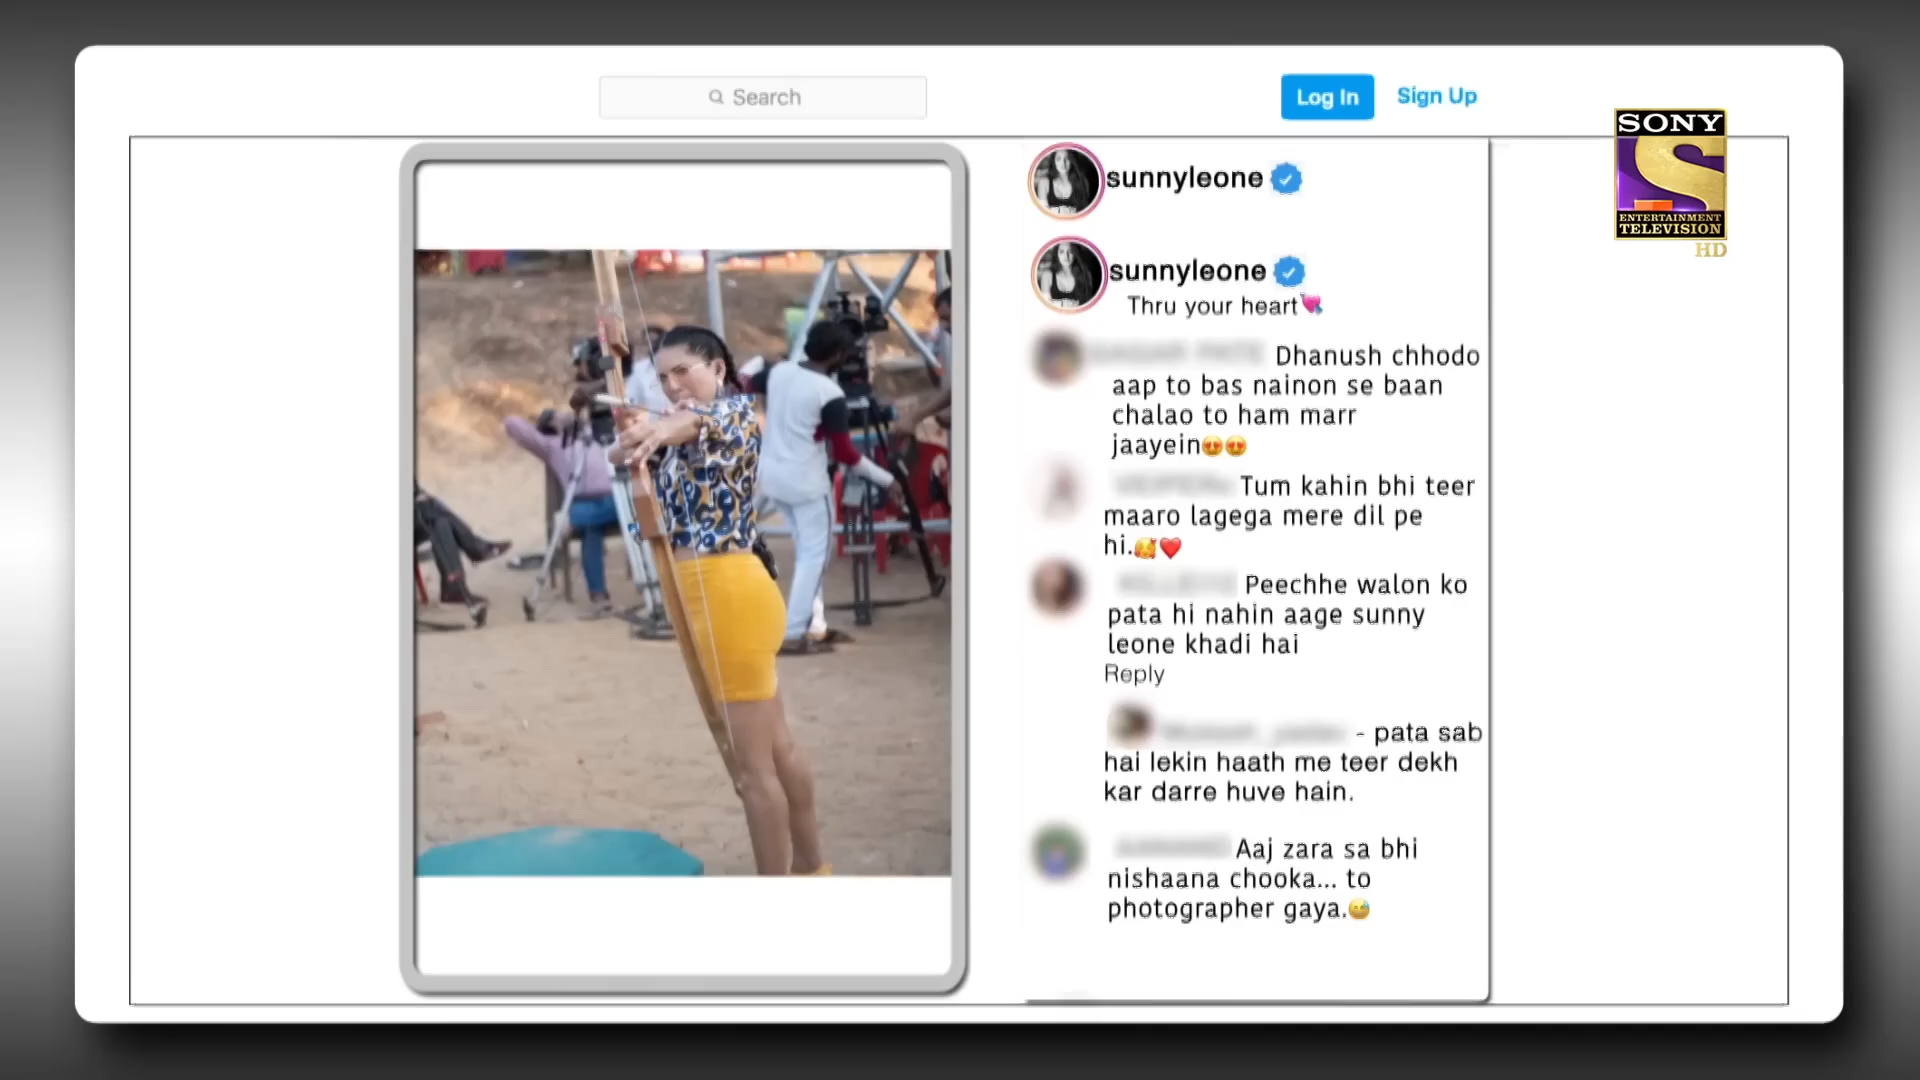 Search
Log In
Sign Up
SONY
ENTERTAINMENT
TELEVISION
HD
sunnyleone
sunnyleone
Thru your heart💘
Dhanush chhodo
aap to bas nainon se baan
chalao to ham marr
jaayein😍😍
Tum kahin bhi teer
maaro lagega mere dil pe
hi.🥰❤️
Peechhe walon ko
pata hi nahin aage sunny
leone khadi hai
Reply
- pata sab
hai lekin haath me teer dekh
kar darre huve hain.
Aaj zara sa bhi
nishaana chooka... to
photographer gaya.😅